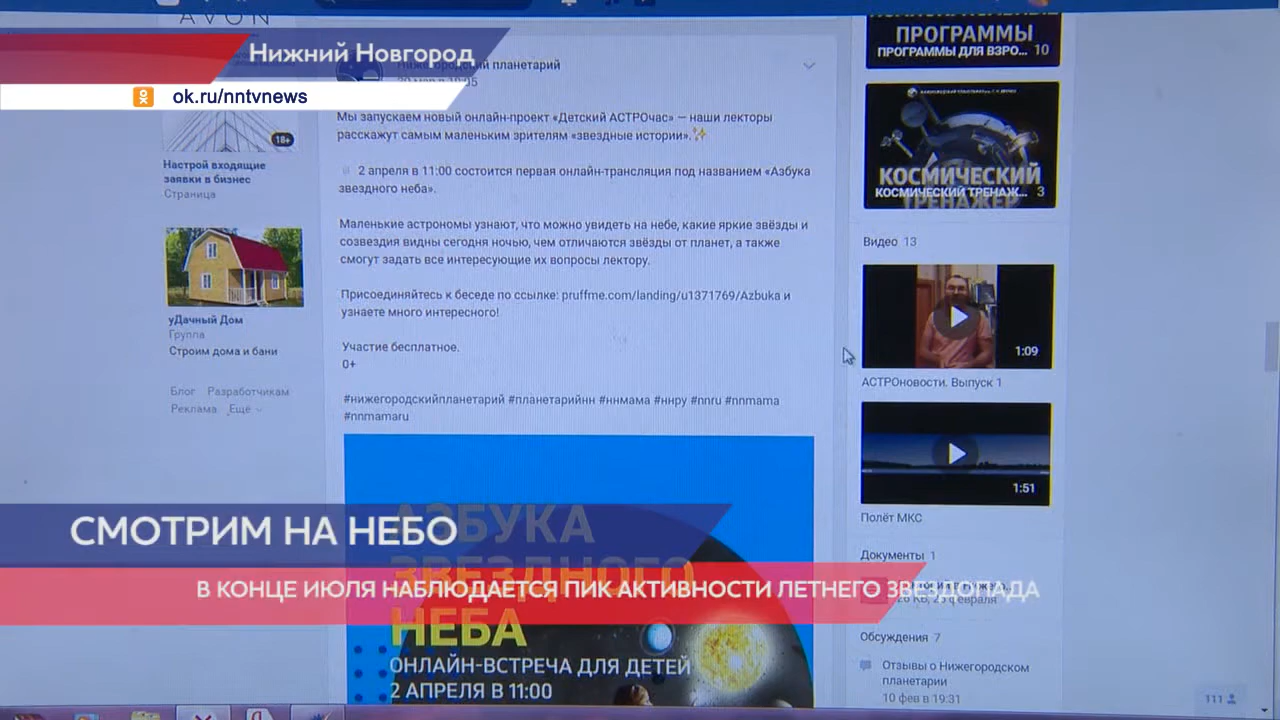 AVON
Нижний Новгород
ok.ru/nntvnews
планетарий
Мы запускаем новый онлайн-проект «Детский АСТРОчас» — наши лекторы
расскажут самым маленьким зрителям «звездные истории».✨
2 апреля в 11:00 состоится первая онлайн-трансляция под названием «Азбука
звездного неба».
Маленькие астрономы узнают, что можно увидеть на небе, какие яркие звёзды и
созвездия видны сегодня ночью, чем отличаются звёзды от планет, а также
смогут задать все интересующие их вопросы лектору.
Присоединяйтесь к беседе по ссылке: pruffme.com/landing/u1371769/Azbuka и
узнаете много интересного!
Участие бесплатное.
0+
#нижегородскийпланетарий #планетарийнн #ннмама #ннру #nnru #nnmama
#nnmamaru
АЗБУКА
ЗВЕЗДНОГО
НЕБА
ОНЛАЙН-ВСТРЕЧА ДЛЯ ДЕТЕЙ
2 АПРЕЛЯ В 11:00
18+
Настрой входящие
заявки в бизнес
Страница
уДачный Дом
Группа
Строим дома и бани
Блог Разработчикам
Реклама Ещё
ПРОГРАММЫ
ПРОГРАММЫ ДЛЯ ВЗРО... 10
КОСМИЧЕСКИЙ
КОСМИЧЕСКИЙ ТРЕНАЖ... 3
ТРЕНАЖЕР
Видео 13
1:09
АСТРОновости. Выпуск 1
1:51
Полёт МКС
Документы 1
февраля
Обсуждения 7
Отзывы о Нижегородском
планетарии
10 фев в 19:31
111
СМОТРИМ НА НЕБО
В КОНЦЕ ИЮЛЯ НАБЛЮДАЕТСЯ ПИК АКТИВНОСТИ ЛЕТНЕГО ЗВЕЗДОПАДА